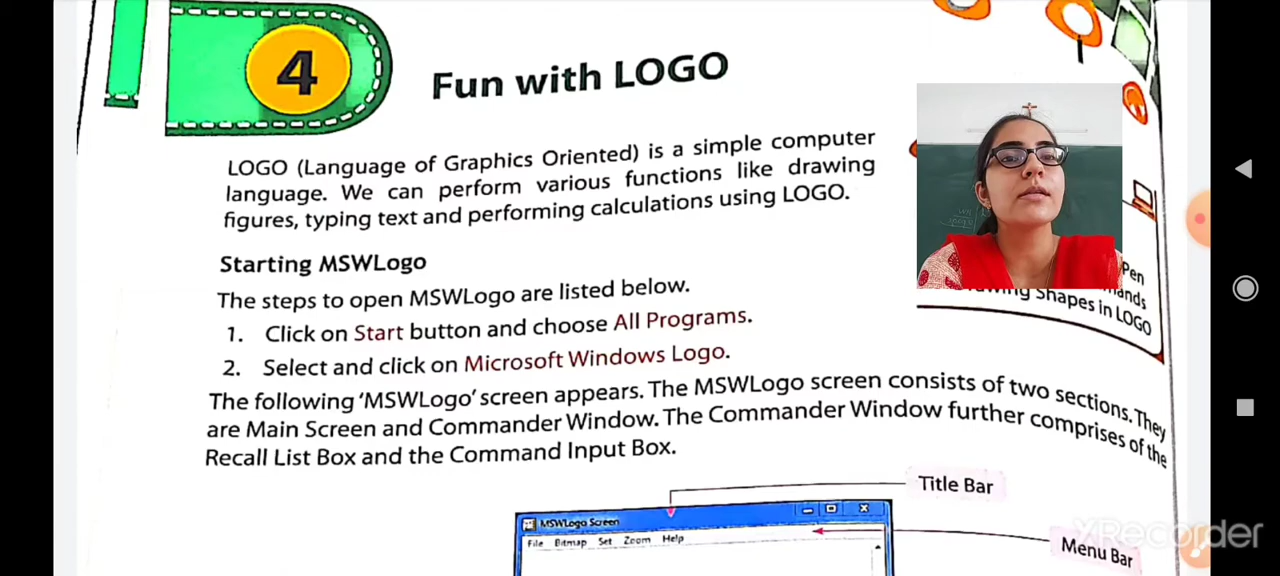 4
Fun with LOGO
LOGO (Language of Graphics Oriented) is a simple computer
language. We can perform various functions like drawing
figures, typing text and performing calculations using LOGO.
Starting MSWLogo
The steps to open MSWLogo are listed below.
1. Click on Start button and choose All Programs.
2. Select and click on Microsoft Windows Logo.
Pen
Shapes in LOGO
The following 'MSWLogo' screen appears. The MSWLogo screen consists of two sections. They
are Main Screen and Commander Window. The Commander Window further comprises of the
Recall List Box and the Command Input Box.
Title Bar
MSWLogo Screen
File Bitmap Set Zoom Help
Menu Bar
XRecorder